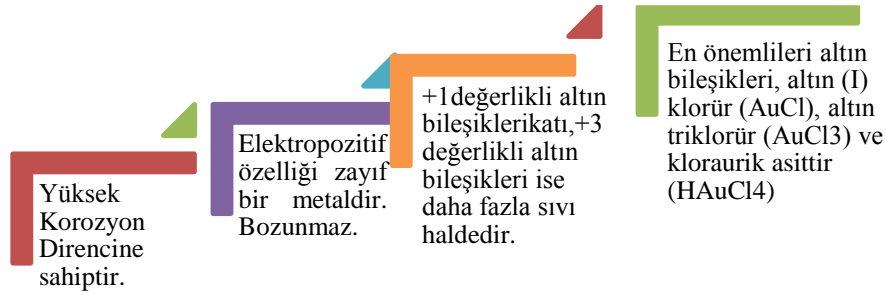 Yüksek
Korozyon
Direncine
sahiptir.
Elektropozitif
özelliği zayıf
bir metaldir.
Bozunmaz.
+1değerlikli altın
bileşiklerikatı,+3
değerlikli altın
bileşikleri ise
daha fazla sıvı
haldedir.
En önemlileri altın
bileşikleri, altın (I)
klorür (AuCl), altın
triklorür (AuCl3) ve
kloraurik asittir
(HAuCl4)